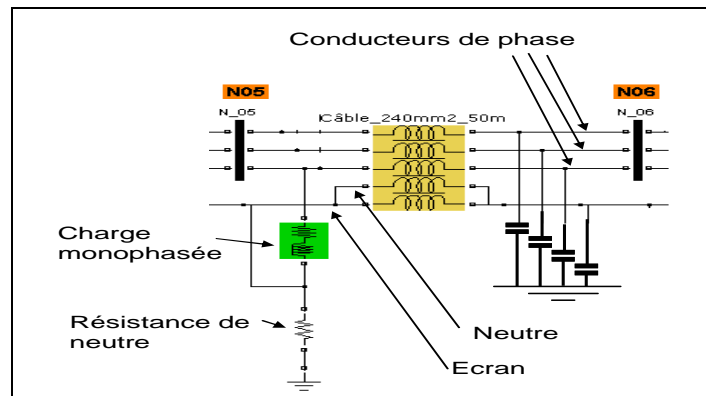 Conducteurs de phase
N05
N06
N_05
Câble_240mm2_50m
N_06
Charge
monophasée
Résistance de
neutre
Neutre
Ecran